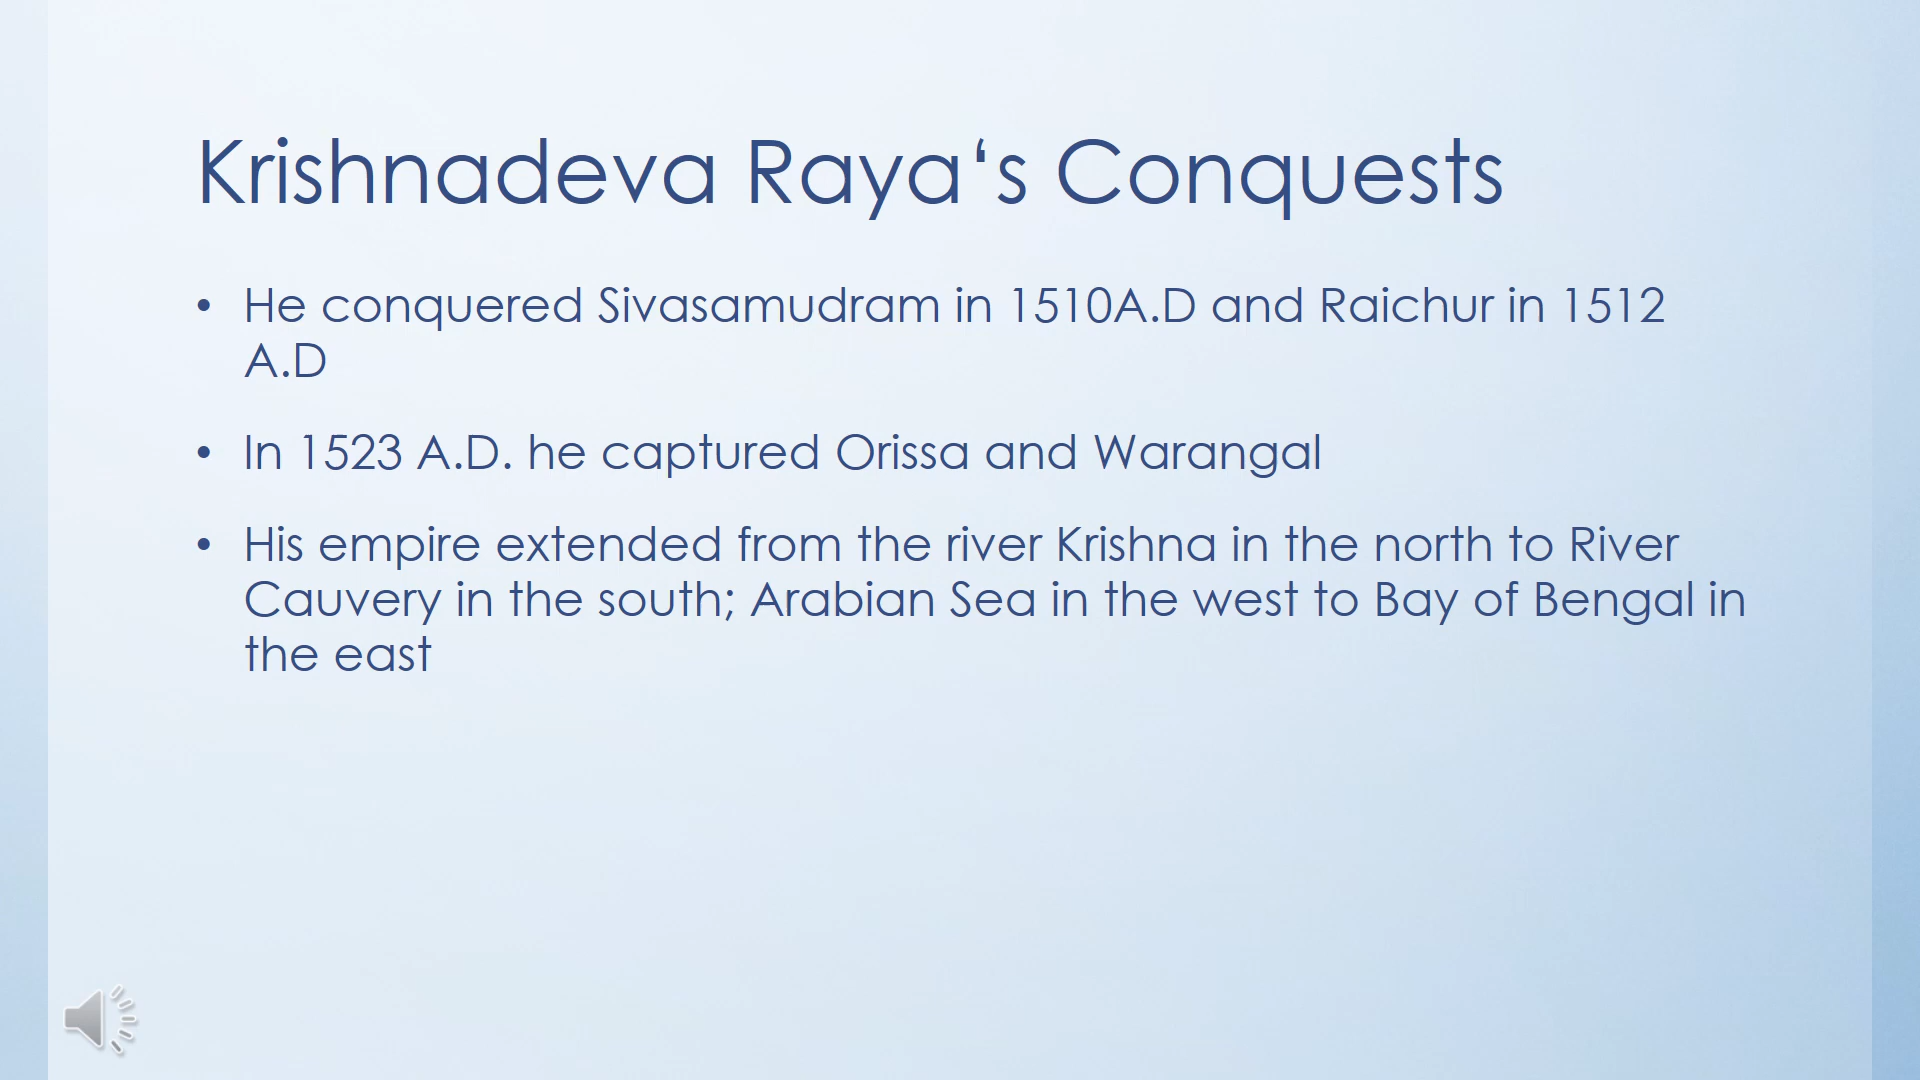 Krishnadeva Raya‘s Conquests
• He conquered Sivasamudram in 1510A.D and Raichur in 1512
A.D
• In 1523 A.D. he captured Orissa and Warangal
• His empire extended from the river Krishna in the north to River
Cauvery in the south; Arabian Sea in the west to Bay of Bengal in
the east